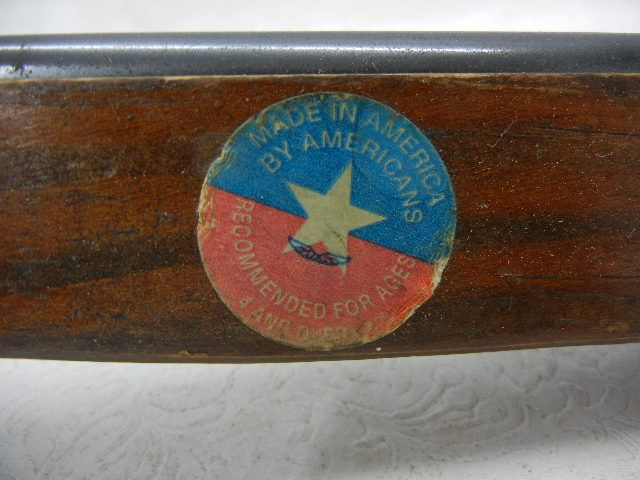 MADE IN AMERICA
BY AMERICANS
RECOMMENDED FOR AGES
4 AND OVER